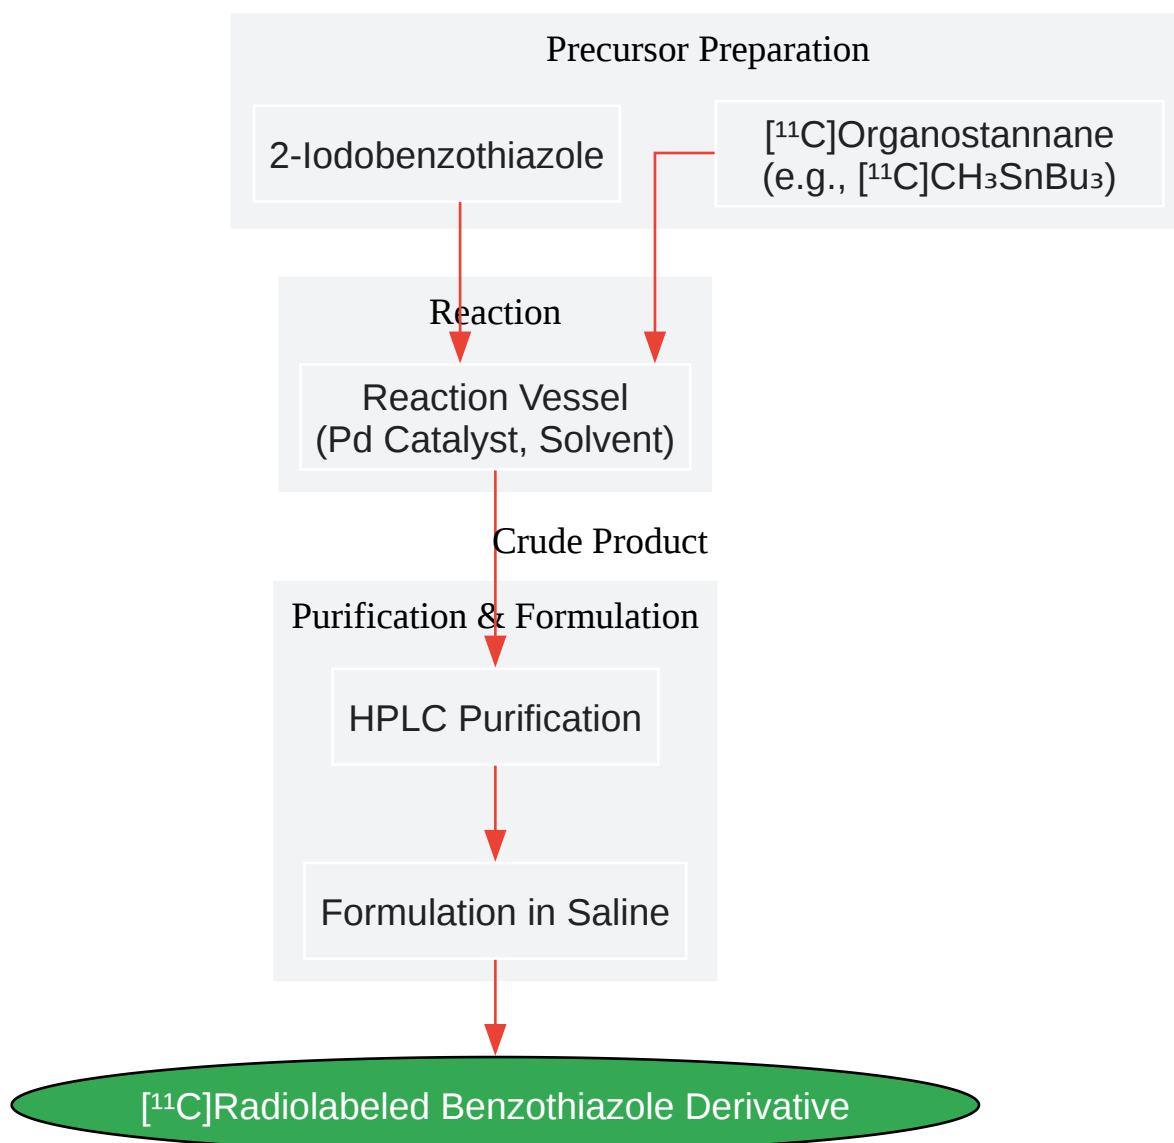 Precursor Preparation
2-Iodobenzothiazole
[¹¹C]Organostannane
(e.g., [¹¹C]CH₃SnBu₃)
Reaction
Reaction Vessel
(Pd Catalyst, Solvent)
Crude Product
Purification & Formulation
HPLC Purification
Formulation in Saline
[¹¹C]Radiolabeled Benzothiazole Derivative